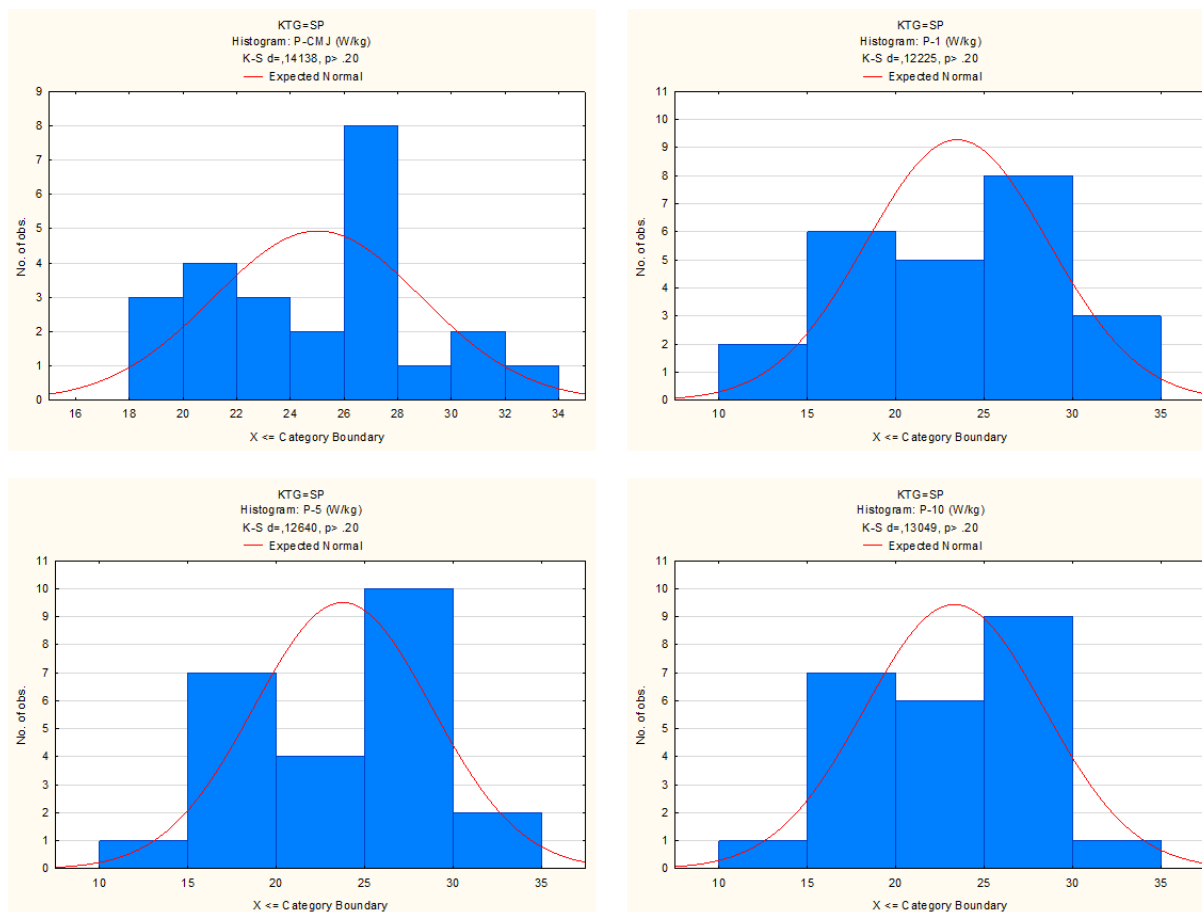 KTG=SP
Histogram: P-CMJ (W/kg)
K-S d=,14138, p> .20
Expected Normal
9
8
7
6
5
4
3
2
1
0
No. of obs.
16 18 20 22 24 26 28 30 32 34
X <= Category Boundary
KTG=SP
Histogram: P-1 (W/kg)
K-S d=,12225, p> .20
Expected Normal
11
10
9
8
7
6
5
4
3
2
1
0
No. of obs.
10 15 20 25 30 35
X <= Category Boundary
KTG=SP
Histogram: P-5 (W/kg)
K-S d=,12640, p> .20
Expected Normal
11
10
9
8
7
6
5
4
3
2
1
0
No. of obs.
10 15 20 25 30 35
X <= Category Boundary
KTG=SP
Histogram: P-10 (W/kg)
K-S d=,13049, p> .20
Expected Normal
11
10
9
8
7
6
5
4
3
2
1
0
No. of obs.
10 15 20 25 30 35
X <= Category Boundary